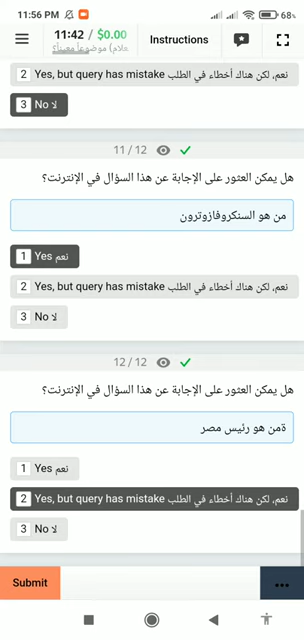 11:56 PM 68%
11:42 / $0.00 Instructions
2 Yes, but query has mistake نعم، لكن هناك أخطاء في الطلب
3 No لا
11 / 12
هل يمكن العثور على الإجابة عن هذا السؤال في الإنترنت؟
من هو السنكروفازوترون
1 Yes نعم
2 Yes, but query has mistake نعم، لكن هناك أخطاء في الطلب
3 No لا
12 / 12
هل يمكن العثور على الإجابة عن هذا السؤال في الإنترنت؟
ةمن هو رئيس مصر
1 Yes نعم
2 Yes, but query has mistake نعم، لكن هناك أخطاء في الطلب
3 No لا
Submit